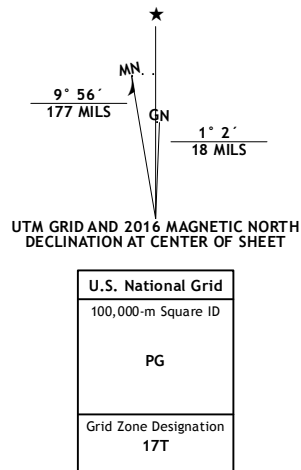 MN
GN
9° 56´
177 MILS
1° 2´
18 MILS
UTM GRID AND 2016 MAGNETIC NORTH
DECLINATION AT CENTER OF SHEET
U.S. National Grid
100,000-m Square ID
PG
Grid Zone Designation
17T